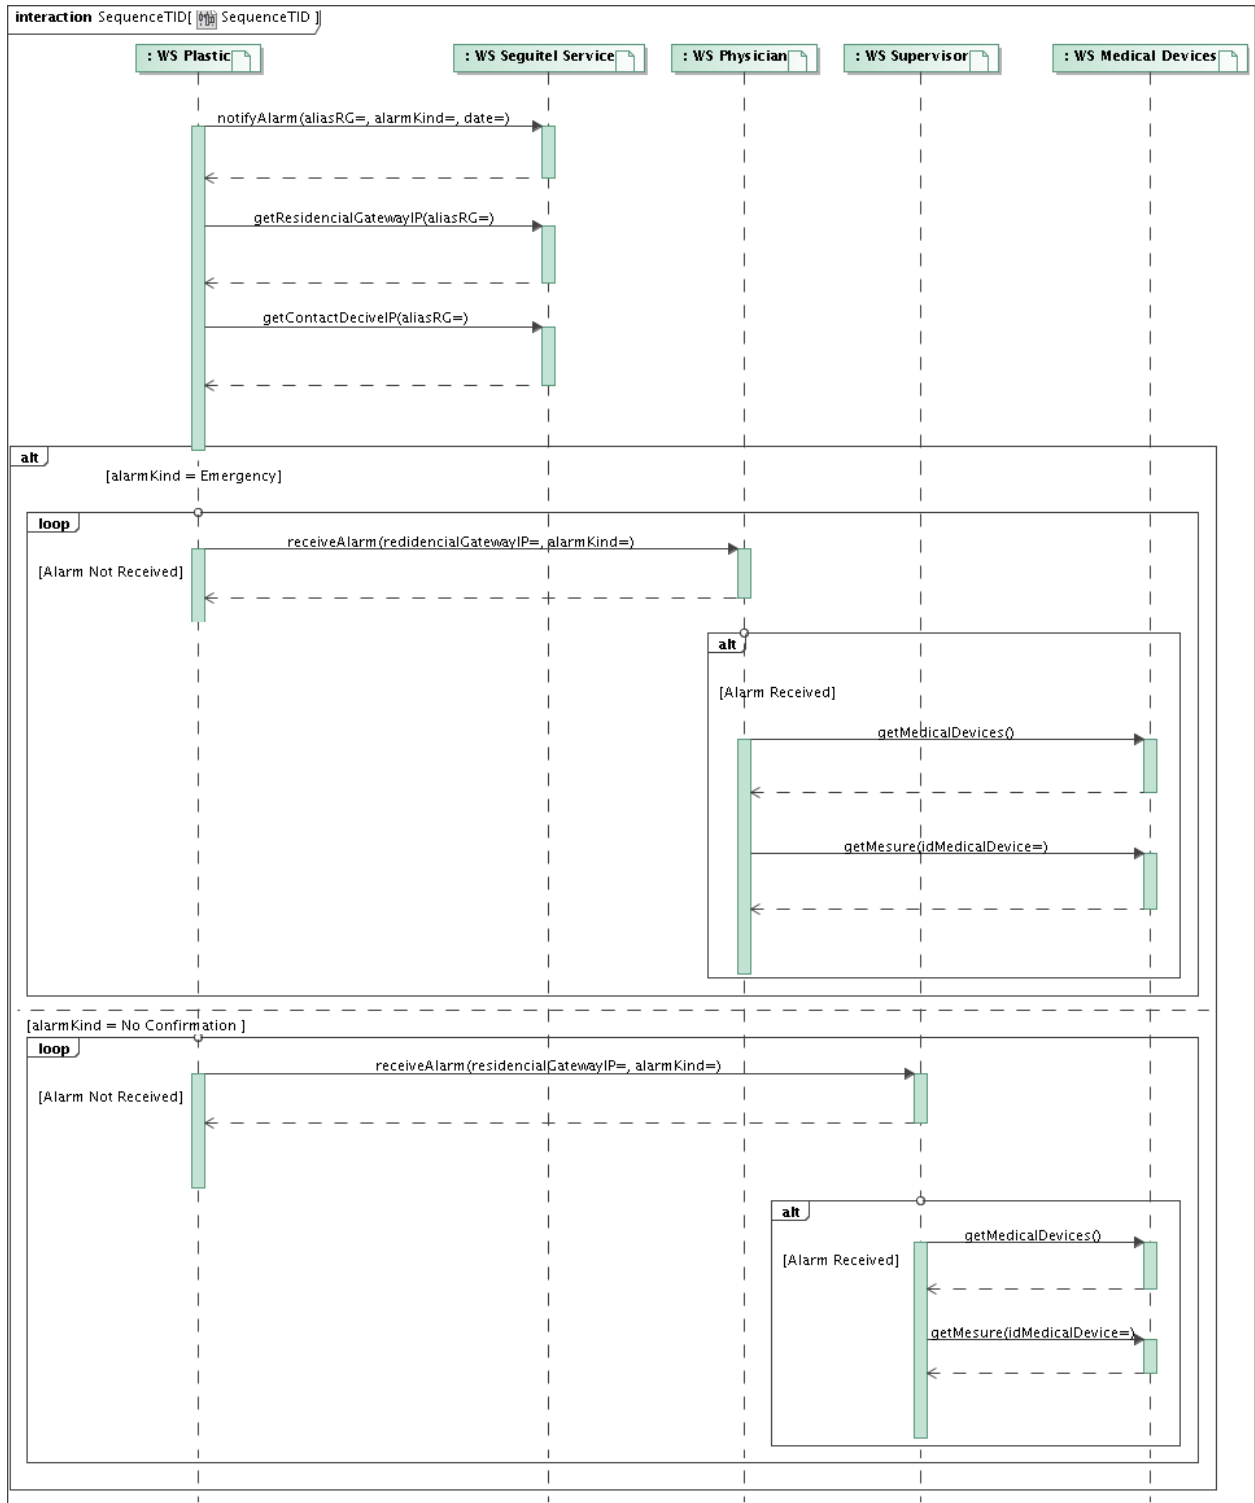 interaction SequenceTID[ SequenceTID ]
: WS Plastic
: WS Seguitel Service
: WS Physician
: WS Supervisor
: WS Medical Devices
notifyAlarm(aliasRG=, alarmKind=, date=)
getResidencialGatewayIP(aliasRG=)
getContactDeciveIP(aliasRG=)
alt
[alarmKind = Emergency]
loop
receiveAlarm(redidencialGatewayIP=, alarmKind=)
[Alarm Not Received]
alt
[Alarm Received]
getMedicalDevices()
getMesure(idMedicalDevice=)
[alarmKind = No Confirmation ]
loop
receiveAlarm(residencialGatewayIP=, alarmKind=)
[Alarm Not Received]
alt
getMedicalDevices()
[Alarm Received]
getMesure(idMedicalDevice=)